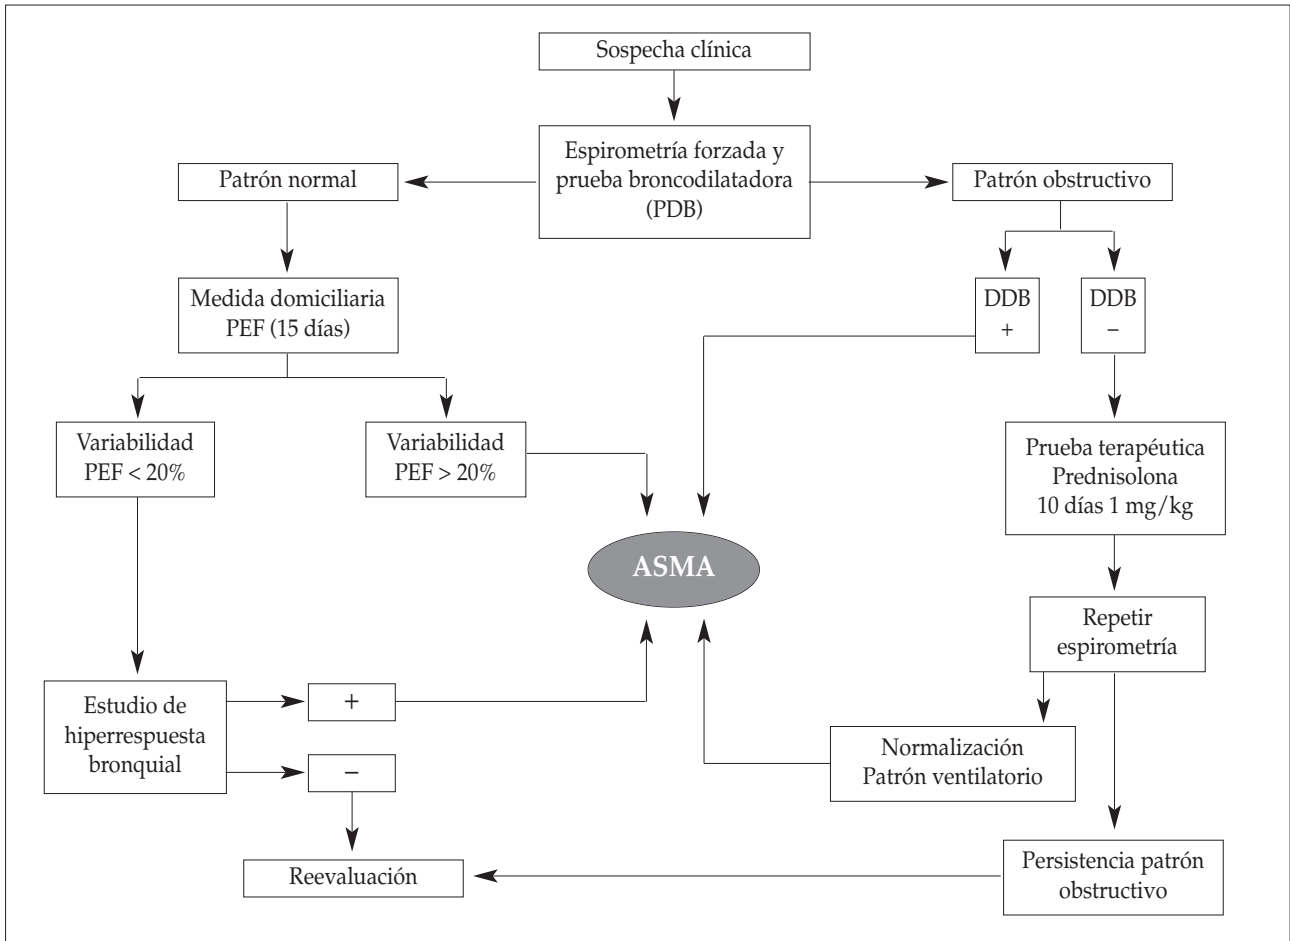 Sospecha clínica
Espirometría forzada y
prueba broncodilatadora
(PDB)
Patrón normal
Patrón obstructivo
Medida domiciliaria
PEF (15 días)
DDB
+
DDB
–
Variabilidad
PEF < 20%
Variabilidad
PEF > 20%
Prueba terapéutica
Prednisolona
10 días 1 mg/kg
ASMA
Repetir
espirometría
Estudio de
hiperrespuesta
bronquial
+
–
Normalización
Patrón ventilatorio
Reevaluación
Persistencia patrón
obstructivo